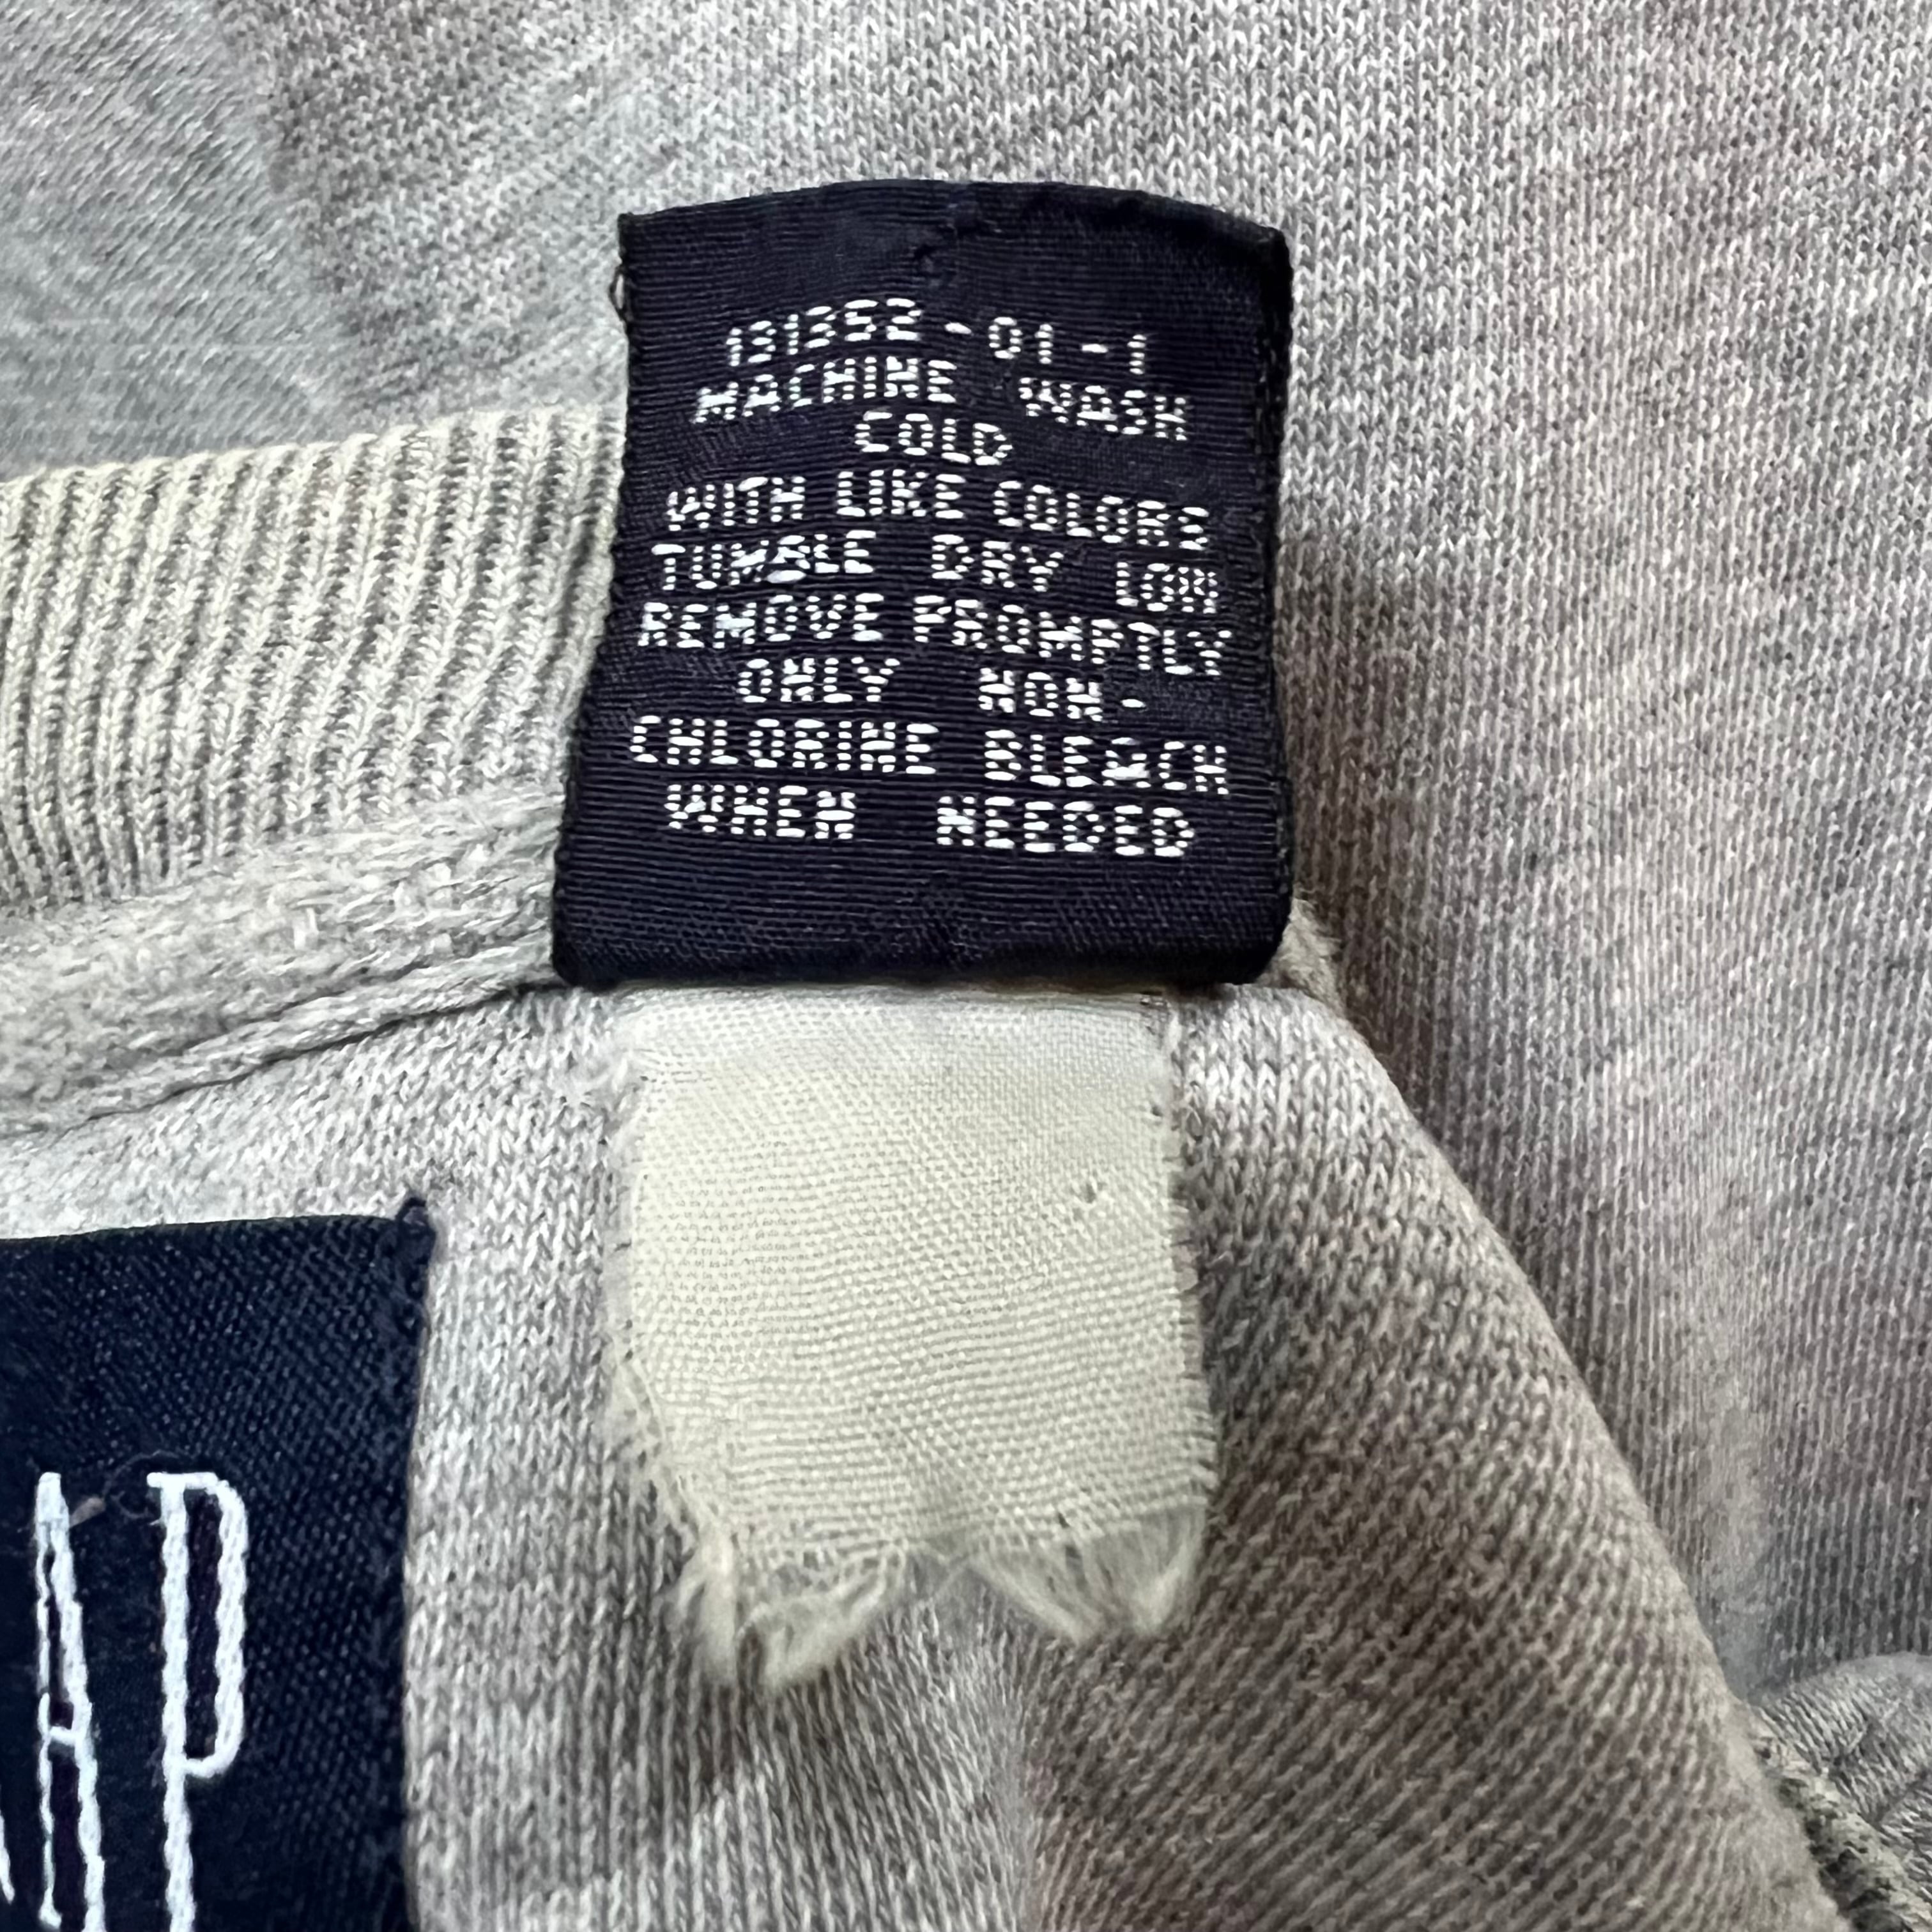 131352-01-1
MACHINE WASH
COLD
WITH LIKE COLORS
TUMBLE DRY LOW
REMOVE PROMPTLY
ONLY NON-
CHLORINE BLEACH
WHEN NEEDED
AP